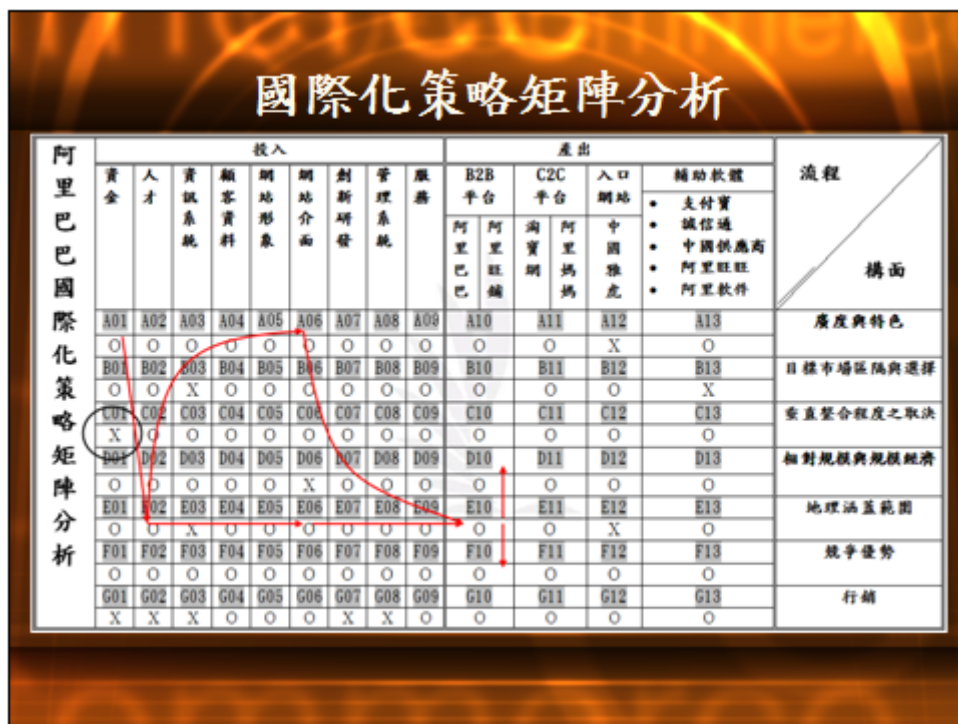 國際化策略矩陣分析
阿里巴巴國際化策略矩陣分析
投入 產出 流程 構面
資金 人才 資訊系統 顧客資料 網站形象 網站介面 創新研發 管理系統 服務 B2B平台 C2C平台 入口網站 輔助軟體
阿里巴巴 阿里旺舖 淘寶網 阿里媽媽 中國雅虎
• 支付寶
• 誠信通
• 中國供應商
• 阿里旺旺
• 阿里軟件
A01 A02 A03 A04 A05 A06 A07 A08 A09 A10 A11 A12 A13 廣度與特色
O O O O O O O O O O O X O
B01 B02 B03 B04 B05 B06 B07 B08 B09 B10 B11 B12 B13 目標市場區隔與選擇
O O X O O O O O O O O O X
C01 C02 C03 C04 C05 C06 C07 C08 C09 C10 C11 C12 C13 垂直整合程度之取決
X O O O O O O O O O O O O
D01 D02 D03 D04 D05 D06 D07 D08 D09 D10 D11 D12 D13 相對規模與規模經濟
O O O O O X O O O O O O O
E01 E02 E03 E04 E05 E06 E07 E08 E09 E10 E11 E12 E13 地理涵蓋範圍
O O X O O O O O O O O X O
F01 F02 F03 F04 F05 F06 F07 F08 F09 F10 F11 F12 F13 競爭優勢
O O O O O O O O O O O O O
G01 G02 G03 G04 G05 G06 G07 G08 G09 G10 G11 G12 G13 行銷
X X X O O O X X O O O O O